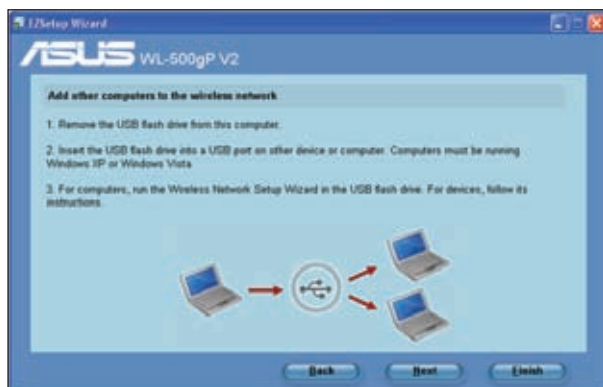 EZSetup Wizard
ASUS WL-500gP V2
Add other computers to the wireless network
1. Remove the USB flash drive from this computer.
2. Insert the USB flash drive into a USB port on other device or computer. Computers must be running
Windows XP or Windows Vista
3. For computers, run the Wireless Network Setup Wizard in the USB flash drive. For devices, follow its
instructions.
Back Next Finish